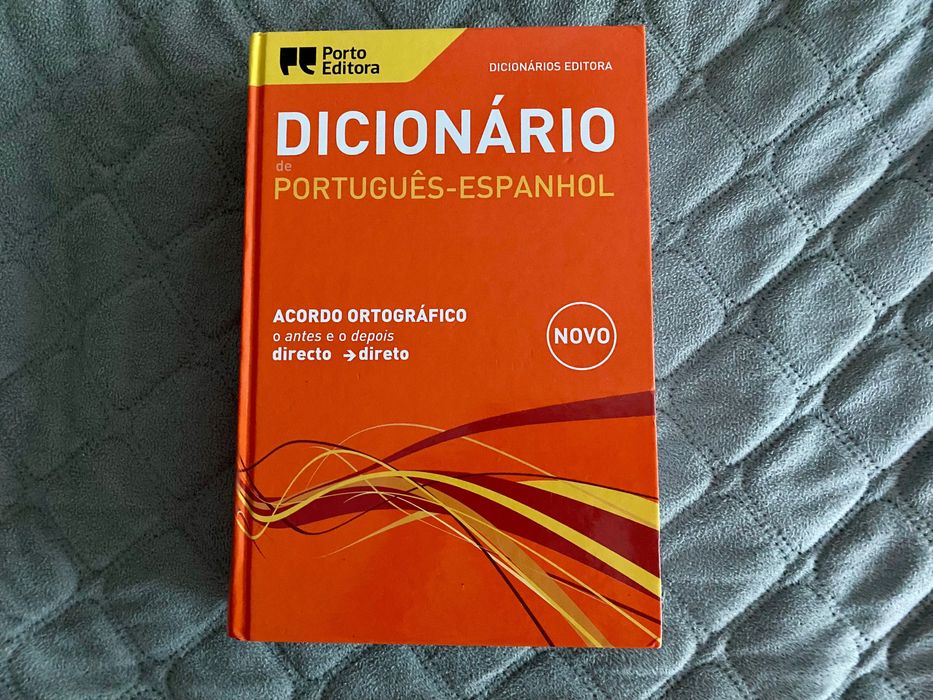 Porto
Editora
DICIONÁRIOS EDITORA
DICIONÁRIO
de
PORTUGUÊS-ESPANHOL
ACORDO ORTOGRÁFICO
o antes e o depois
directo → direto
NOVO